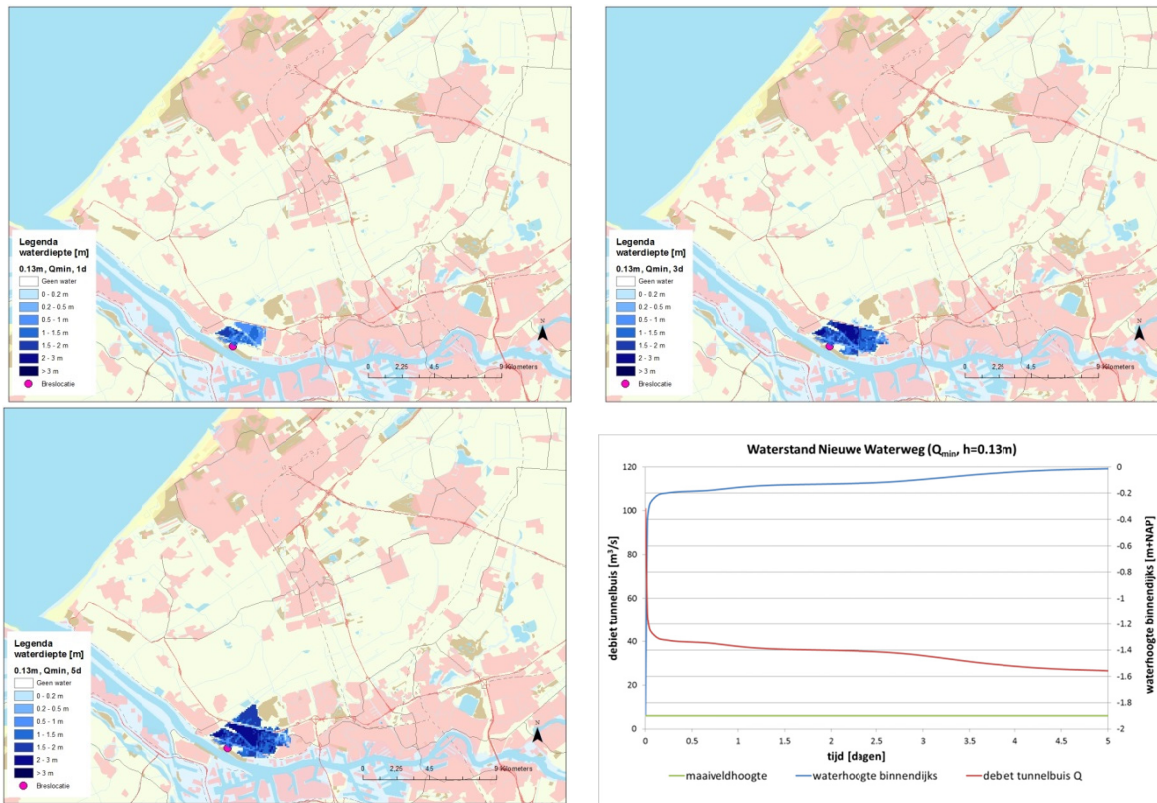 Legenda
waterdiepte [m]
0.13m, Qmin, 1d
Geen water
0 - 0.2 m
0.2 - 0.5 m
0.5 - 1 m
1 - 1.5 m
1.5 - 2 m
2 - 3 m
> 3 m
Breslocatie
N
0 2,25 4,5 9 Kilometers
Legenda
waterdiepte [m]
0.13m, Qmin, 3d
Geen water
0 - 0.2 m
0.2 - 0.5 m
0.5 - 1 m
1 - 1.5 m
1.5 - 2 m
2 - 3 m
> 3 m
Breslocatie
N
0 2,25 4,5 9 Kilometers
Legenda
waterdiepte [m]
0.13m, Qmin, 5d
Geen water
0 - 0.2 m
0.2 - 0.5 m
0.5 - 1 m
1 - 1.5 m
1.5 - 2 m
2 - 3 m
> 3 m
Breslocatie
N
0 2,25 4,5 9 Kilometers
Waterstand Nieuwe Waterweg (Qmin, h=0.13m)
debiet tunnelbuis [m³/s]
120
100
80
60
40
20
0
0
-0.2
-0.4
-0.6
-0.8
-1
-1.2
-1.4
-1.6
-1.8
-2
waterhoogte binnendijks [m+NAP]
0 0.5 1 1.5 2 2.5 3 3.5 4 4.5 5
tijd [dagen]
maaiveldhoogte waterhoogte binnendijks debet tunnelbuis Q